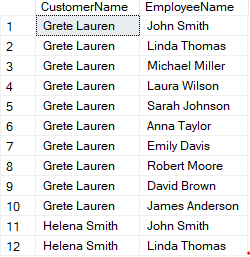 CustomerName EmployeeName
1 Grete Lauren John Smith
2 Grete Lauren Linda Thomas
3 Grete Lauren Michael Miller
4 Grete Lauren Laura Wilson
5 Grete Lauren Sarah Johnson
6 Grete Lauren Anna Taylor
7 Grete Lauren Emily Davis
8 Grete Lauren Robert Moore
9 Grete Lauren David Brown
10 Grete Lauren James Anderson
11 Helena Smith John Smith
12 Helena Smith Linda Thomas